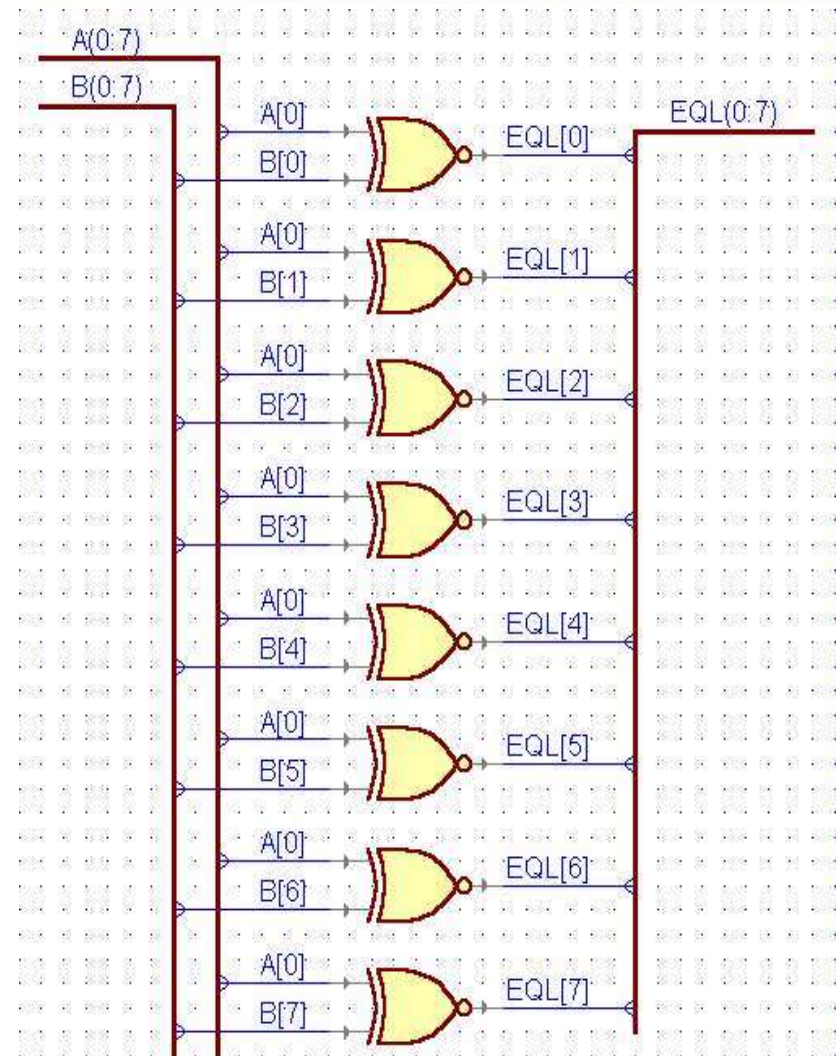 A(0:7)
B(0:7)
EQL(0:7)
A[0]
B[0]
EQL[0]
A[0]
B[1]
EQL[1]
A[0]
B[2]
EQL[2]
A[0]
B[3]
EQL[3]
A[0]
B[4]
EQL[4]
A[0]
B[5]
EQL[5]
A[0]
B[6]
EQL[6]
A[0]
B[7]
EQL[7]